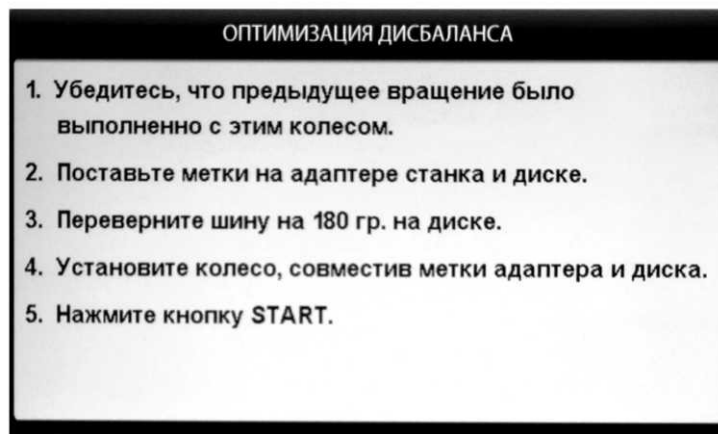 ОПТИМИЗАЦИЯ ДИСБАЛАНСА
1. Убедитесь, что предыдущее вращение было
выполненно с этим колесом.
2. Поставьте метки на адаптере станка и диске.
3. Переверните шину на 180 гр. на диске.
4. Установите колесо, совместив метки адаптера и диска.
5. Нажмите кнопку START.